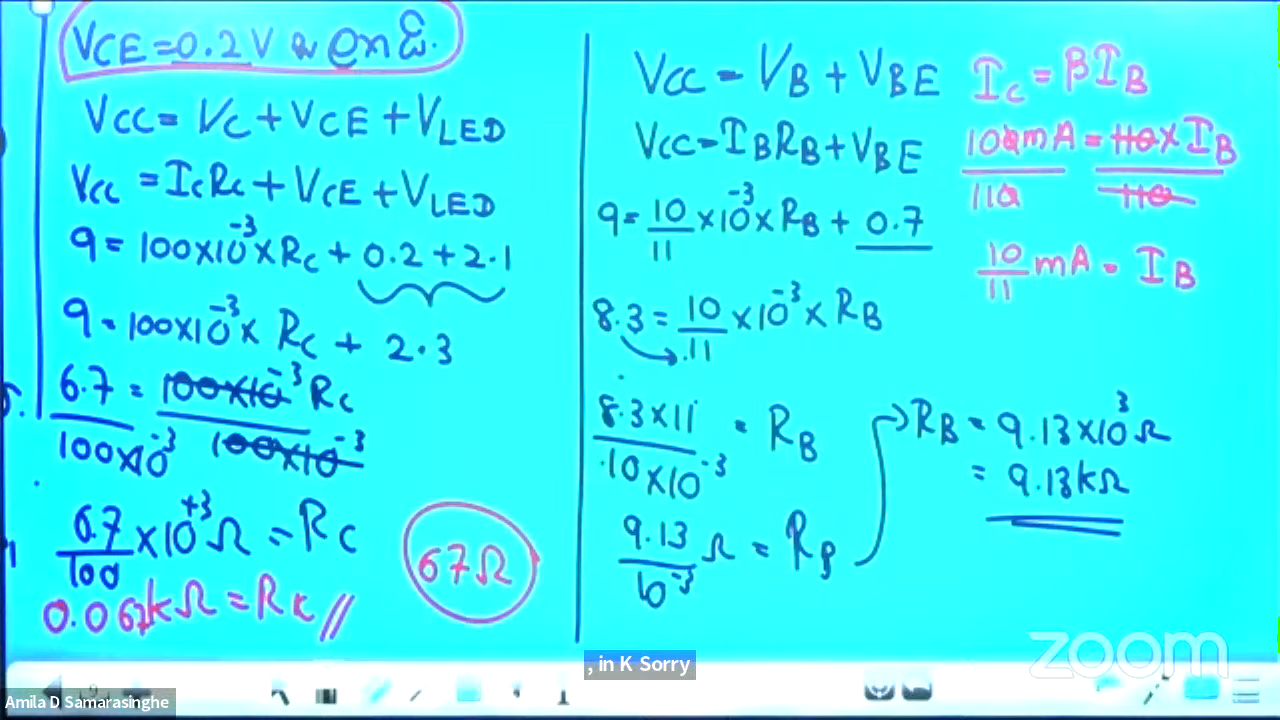 VCE = 0.2 V
VCC = VC + VCE + VLED
VCC = ICRC + VCE + VLED
9 = 100×10⁻³×RC + 0.2 + 2.1
9 = 100×10⁻³× RC + 2.3
6.7 = 100×10⁻³ RC
100×10⁻³ 100×10⁻³
6.7 ×10⁺³ Ω = RC
100
0.067kΩ = RC //
67Ω
VCC = VB + VBE
VCC = IBRB + VBE
9 = 10 ×10⁻³ × RB + 0.7
11
8.3 = 10 ×10⁻³ × RB
11
8.3×11 = RB
10×10⁻³
9.13 Ω = RB
10⁻³
IC = βIB
100mA = 110× IB
110 110
10 mA = IB
11
RB = 9.13×10³Ω
= 9.13kΩ
zoom
, in K Sorry
Amila D Samarasinghe